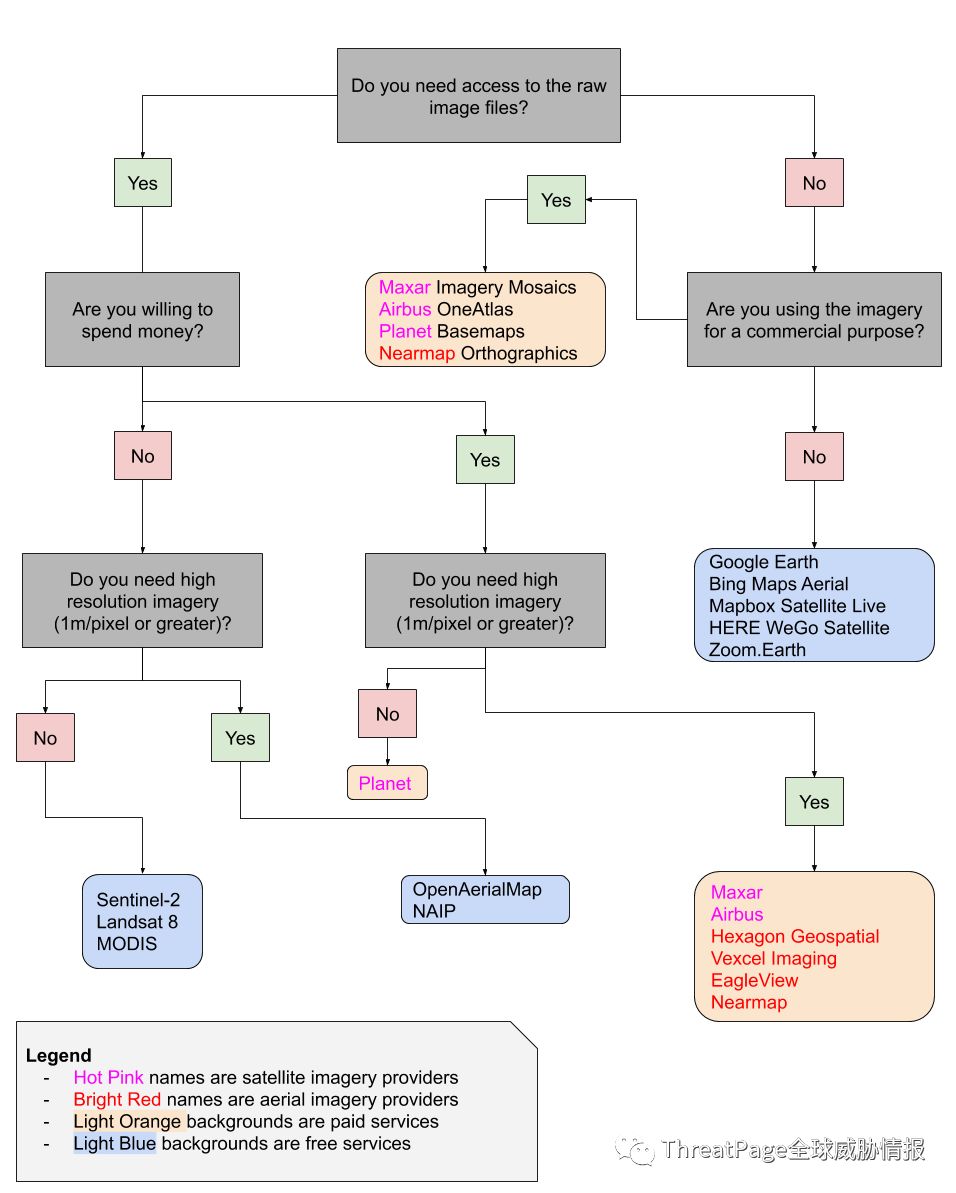 Do you need access to the raw
image files?
Yes
No
Yes
Are you willing to
spend money?
Maxar Imagery Mosaics
Airbus OneAtlas
Planet Basemaps
Nearmap Orthographics
Are you using the imagery
for a commercial purpose?
No
Yes
No
Do you need high
resolution imagery
(1m/pixel or greater)?
Do you need high
resolution imagery
(1m/pixel or greater)?
Google Earth
Bing Maps Aerial
Mapbox Satellite Live
HERE WeGo Satellite
Zoom.Earth
No
Yes
No
Planet
Yes
Sentinel-2
Landsat 8
MODIS
OpenAerialMap
NAIP
Maxar
Airbus
Hexagon Geospatial
Vexcel Imaging
EagleView
Nearmap
Legend
- Hot Pink names are satellite imagery providers
- Bright Red names are aerial imagery providers
- Light Orange backgrounds are paid services
- Light Blue backgrounds are free services
ThreatPage全球威胁情报